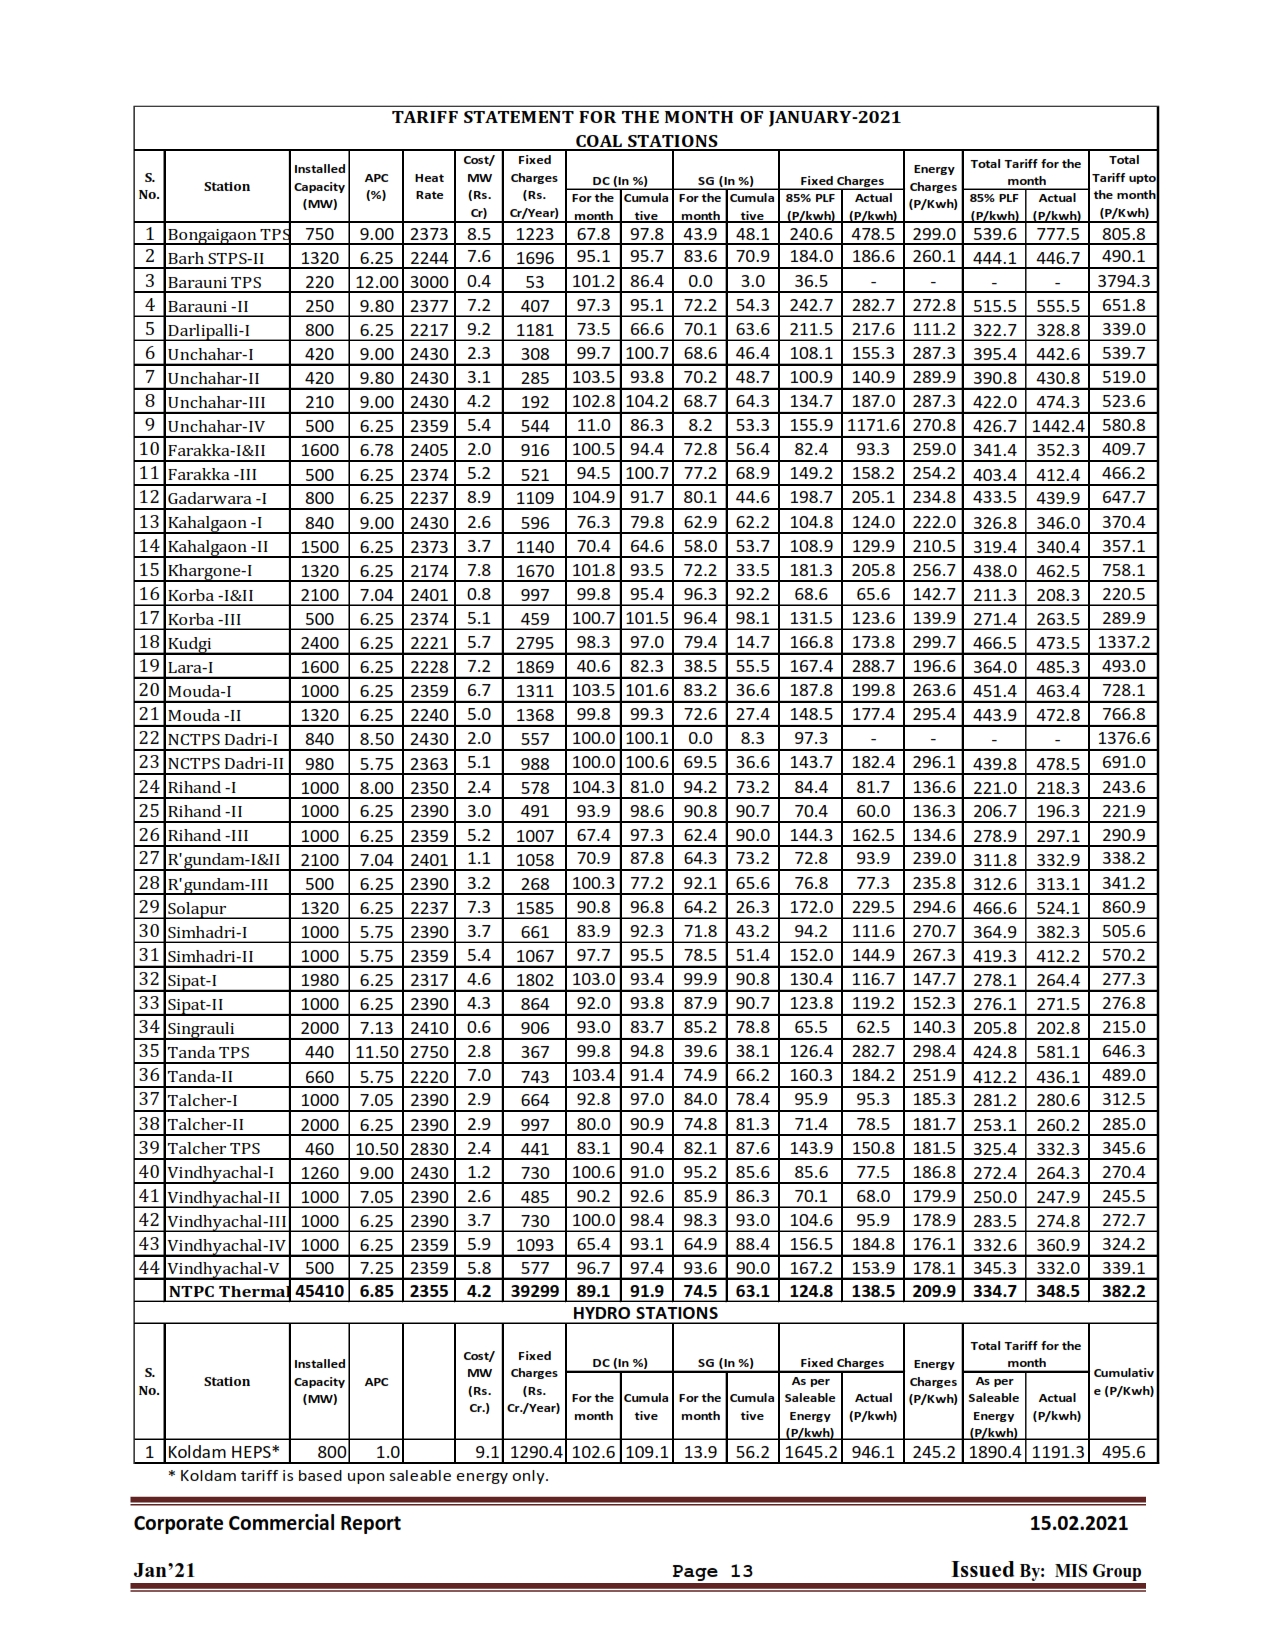 TARIFF STATEMENT FOR THE MONTH OF JANUARY-2021
COAL STATIONS
S. No. Station Installed Capacity (MW) APC (%) Heat Rate Cost/ MW (Rs. Cr) Fixed Charges (Rs. Cr/Year) DC (In %) SG (In %) Fixed Charges Energy Charges (P/Kwh) Total Tariff for the month Total Tariff upto the month (P/Kwh)
For the month Cumula tive For the month Cumula tive 85% PLF (P/kwh) Actual (P/kwh) 85% PLF (P/kwh) Actual (P/kwh)
1 Bongaigaon TPS 750 9.00 2373 8.5 1223 67.8 97.8 43.9 48.1 240.6 478.5 299.0 539.6 777.5 805.8
2 Barh STPS-II 1320 6.25 2244 7.6 1696 95.1 95.7 83.6 70.9 184.0 186.6 260.1 444.1 446.7 490.1
3 Barauni TPS 220 12.00 3000 0.4 53 101.2 86.4 0.0 3.0 36.5 - - - - 3794.3
4 Barauni -II 250 9.80 2377 7.2 407 97.3 95.1 72.2 54.3 242.7 282.7 272.8 515.5 555.5 651.8
5 Darlipalli-I 800 6.25 2217 9.2 1181 73.5 66.6 70.1 63.6 211.5 217.6 111.2 322.7 328.8 339.0
6 Unchahar-I 420 9.00 2430 2.3 308 99.7 100.7 68.6 46.4 108.1 155.3 287.3 395.4 442.6 539.7
7 Unchahar-II 420 9.80 2430 3.1 285 103.5 93.8 70.2 48.7 100.9 140.9 289.9 390.8 430.8 519.0
8 Unchahar-III 210 9.00 2430 4.2 192 102.8 104.2 68.7 64.3 134.7 187.0 287.3 422.0 474.3 523.6
9 Unchahar-IV 500 6.25 2359 5.4 544 11.0 86.3 8.2 53.3 155.9 1171.6 270.8 426.7 1442.4 580.8
10 Farakka-I&II 1600 6.78 2405 2.0 916 100.5 94.4 72.8 56.4 82.4 93.3 259.0 341.4 352.3 409.7
11 Farakka -III 500 6.25 2374 5.2 521 94.5 100.7 77.2 68.9 149.2 158.2 254.2 403.4 412.4 466.2
12 Gadarwara -I 800 6.25 2237 8.9 1109 104.9 91.7 80.1 44.6 198.7 205.1 234.8 433.5 439.9 647.7
13 Kahalgaon -I 840 9.00 2430 2.6 596 76.3 79.8 62.9 62.2 104.8 124.0 222.0 326.8 346.0 370.4
14 Kahalgaon -II 1500 6.25 2373 3.7 1140 70.4 64.6 58.0 53.7 108.9 129.9 210.5 319.4 340.4 357.1
15 Khargone-I 1320 6.25 2174 7.8 1670 101.8 93.5 72.2 33.5 181.3 205.8 256.7 438.0 462.5 758.1
16 Korba -I&II 2100 7.04 2401 0.8 997 99.8 95.4 96.3 92.2 68.6 65.6 142.7 211.3 208.3 220.5
17 Korba -III 500 6.25 2374 5.1 459 100.7 101.5 96.4 98.1 131.5 123.6 139.9 271.4 263.5 289.9
18 Kudgi 2400 6.25 2221 5.7 2795 98.3 97.0 79.4 14.7 166.8 173.8 299.7 466.5 473.5 1337.2
19 Lara-I 1600 6.25 2228 7.2 1869 40.6 82.3 38.5 55.5 167.4 288.7 196.6 364.0 485.3 493.0
20 Mouda-I 1000 6.25 2359 6.7 1311 103.5 101.6 83.2 36.6 187.8 199.8 263.6 451.4 463.4 728.1
21 Mouda -II 1320 6.25 2240 5.0 1368 99.8 99.3 72.6 27.4 148.5 177.4 295.4 443.9 472.8 766.8
22 NCTPS Dadri-I 840 8.50 2430 2.0 557 100.0 100.1 0.0 8.3 97.3 - - - - 1376.6
23 NCTPS Dadri-II 980 5.75 2363 5.1 988 100.0 100.6 69.5 36.6 143.7 182.4 296.1 439.8 478.5 691.0
24 Rihand -I 1000 8.00 2350 2.4 578 104.3 81.0 94.2 73.2 84.4 81.7 136.6 221.0 218.3 243.6
25 Rihand -II 1000 6.25 2390 3.0 491 93.9 98.6 90.8 90.7 70.4 60.0 136.3 206.7 196.3 221.9
26 Rihand -III 1000 6.25 2359 5.2 1007 67.4 97.3 62.4 90.0 144.3 162.5 134.6 278.9 297.1 290.9
27 R'gundam-I&II 2100 7.04 2401 1.1 1058 70.9 87.8 64.3 73.2 72.8 93.9 239.0 311.8 332.9 338.2
28 R'gundam-III 500 6.25 2390 3.2 268 100.3 77.2 92.1 65.6 76.8 77.3 235.8 312.6 313.1 341.2
29 Solapur 1320 6.25 2237 7.3 1585 90.8 96.8 64.2 26.3 172.0 229.5 294.6 466.6 524.1 860.9
30 Simhadri-I 1000 5.75 2390 3.7 661 83.9 92.3 71.8 43.2 94.2 111.6 270.7 364.9 382.3 505.6
31 Simhadri-II 1000 5.75 2359 5.4 1067 97.7 95.5 78.5 51.4 152.0 144.9 267.3 419.3 412.2 570.2
32 Sipat-I 1980 6.25 2317 4.6 1802 103.0 93.4 99.9 90.8 130.4 116.7 147.7 278.1 264.4 277.3
33 Sipat-II 1000 6.25 2390 4.3 864 92.0 93.8 87.9 90.7 123.8 119.2 152.3 276.1 271.5 276.8
34 Singrauli 2000 7.13 2410 0.6 906 93.0 83.7 85.2 78.8 65.5 62.5 140.3 205.8 202.8 215.0
35 Tanda TPS 440 11.50 2750 2.8 367 99.8 94.8 39.6 38.1 126.4 282.7 298.4 424.8 581.1 646.3
36 Tanda-II 660 5.75 2220 7.0 743 103.4 91.4 74.9 66.2 160.3 184.2 251.9 412.2 436.1 489.0
37 Talcher-I 1000 7.05 2390 2.9 664 92.8 97.0 84.0 78.4 95.9 95.3 185.3 281.2 280.6 312.5
38 Talcher-II 2000 6.25 2390 2.9 997 80.0 90.9 74.8 81.3 71.4 78.5 181.7 253.1 260.2 285.0
39 Talcher TPS 460 10.50 2830 2.4 441 83.1 90.4 82.1 87.6 143.9 150.8 181.5 325.4 332.3 345.6
40 Vindhyachal-I 1260 9.00 2430 1.2 730 100.6 91.0 95.2 85.6 85.6 77.5 186.8 272.4 264.3 270.4
41 Vindhyachal-II 1000 7.05 2390 2.6 485 90.2 92.6 85.9 86.3 70.1 68.0 179.9 250.0 247.9 245.5
42 Vindhyachal-III 1000 6.25 2390 3.7 730 100.0 98.4 98.3 93.0 104.6 95.9 178.9 283.5 274.8 272.7
43 Vindhyachal-IV 1000 6.25 2359 5.9 1093 65.4 93.1 64.9 88.4 156.5 184.8 176.1 332.6 360.9 324.2
44 Vindhyachal-V 500 7.25 2359 5.8 577 96.7 97.4 93.6 90.0 167.2 153.9 178.1 345.3 332.0 339.1
NTPC Thermal 45410 6.85 2355 4.2 39299 89.1 91.9 74.5 63.1 124.8 138.5 209.9 334.7 348.5 382.2
HYDRO STATIONS
S. No. Station Installed Capacity (MW) APC Cost/ MW (Rs. Cr.) Fixed Charges (Rs. Cr./Year) DC (In %) SG (In %) Fixed Charges Energy Charges (P/Kwh) Total Tariff for the month Cumulativ e (P/Kwh)
For the month Cumula tive For the month Cumula tive As per Saleable Energy (P/kwh) Actual (P/kwh) As per Saleable Energy (P/kwh) Actual (P/kwh)
1 Koldam HEPS* 800 1.0 9.1 1290.4 102.6 109.1 13.9 56.2 1645.2 946.1 245.2 1890.4 1191.3 495.6
* Koldam tariff is based upon saleable energy only.
Corporate Commercial Report 15.02.2021
Jan’21 Page 13 Issued By: MIS Group